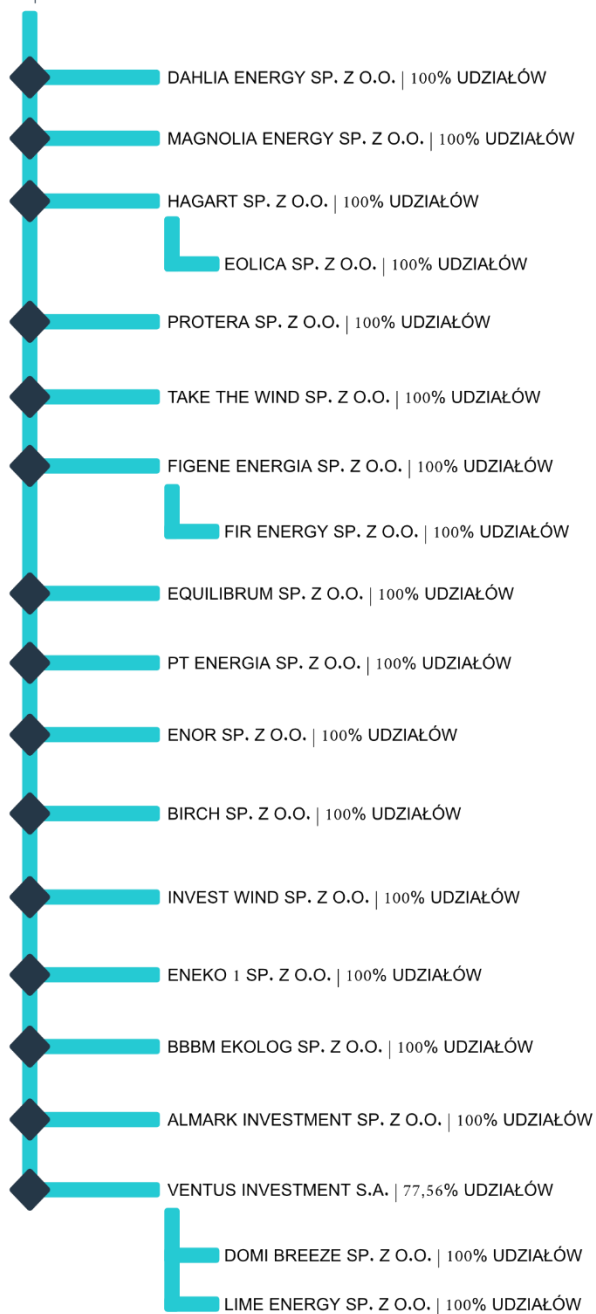 DAHLIA ENERGY SP. Z O.O. | 100% UDZIAŁÓW
MAGNOLIA ENERGY SP. Z O.O. | 100% UDZIAŁÓW
HAGART SP. Z O.O. | 100% UDZIAŁÓW
EOLICA SP. Z O.O. | 100% UDZIAŁÓW
PROTERA SP. Z O.O. | 100% UDZIAŁÓW
TAKE THE WIND SP. Z O.O. | 100% UDZIAŁÓW
FIGENE ENERGIA SP. Z O.O. | 100% UDZIAŁÓW
FIR ENERGY SP. Z O.O. | 100% UDZIAŁÓW
EQUILIBRUM SP. Z O.O. | 100% UDZIAŁÓW
PT ENERGIA SP. Z O.O. | 100% UDZIAŁÓW
ENOR SP. Z O.O. | 100% UDZIAŁÓW
BIRCH SP. Z O.O. | 100% UDZIAŁÓW
INVEST WIND SP. Z O.O. | 100% UDZIAŁÓW
ENEKO 1 SP. Z O.O. | 100% UDZIAŁÓW
BBBM EKOLOG SP. Z O.O. | 100% UDZIAŁÓW
ALMARK INVESTMENT SP. Z O.O. | 100% UDZIAŁÓW
VENTUS INVESTMENT S.A. | 77,56% UDZIAŁÓW
DOMI BREEZE SP. Z O.O. | 100% UDZIAŁÓW
LIME ENERGY SP. Z O.O. | 100% UDZIAŁÓW